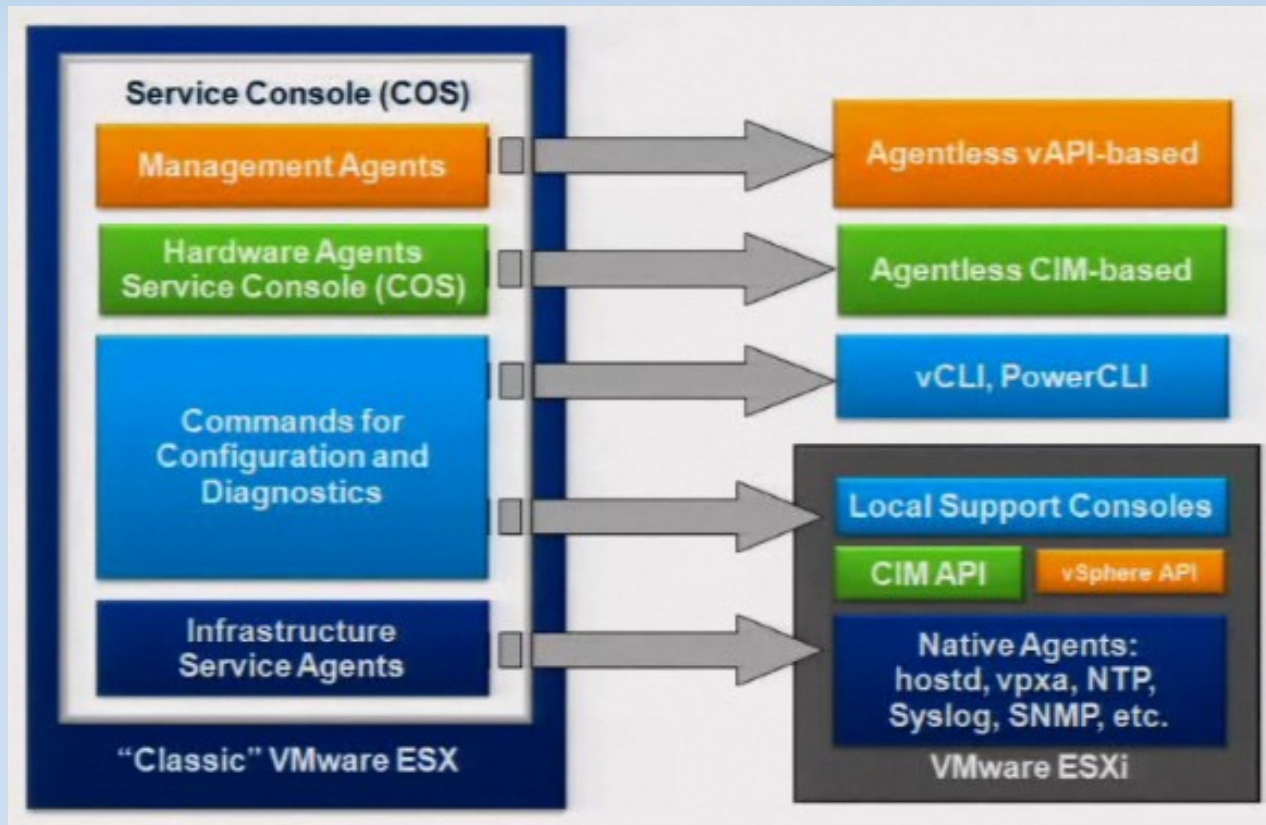 Service Console (COS)
Management Agents
Hardware Agents
Service Console (COS)
Commands for
Configuration and
Diagnostics
Infrastructure
Service Agents
“Classic” VMware ESX
Agentless vAPI-based
Agentless CIM-based
vCLI, PowerCLI
Local Support Consoles
CIM API
vSphere API
Native Agents:
hostd, vpxa, NTP,
Syslog, SNMP, etc.
VMware ESXi